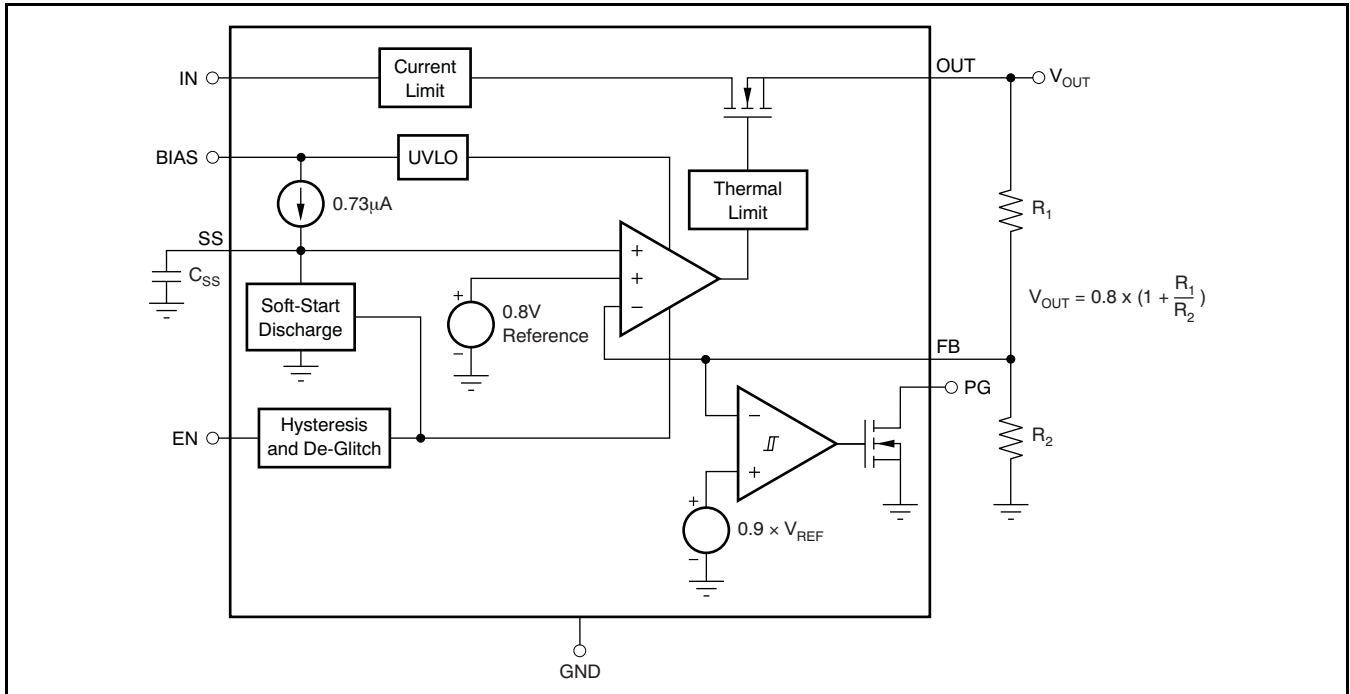 IN
Current
Limit
OUT
V_OUT
BIAS
UVLO
0.73μA
Thermal
Limit
R_1
SS
C_SS
+
+
−
+
0.8V
Reference
−
Soft-Start
Discharge
V_OUT = 0.8 x (1 + R_1/R_2)
FB
PG
EN
Hysteresis
and De-Glitch
−
+
R_2
+
0.9 × V_REF
−
GND